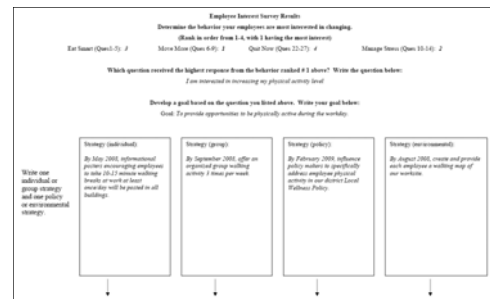 Employee Interest Survey Results
Determine the behavior your employees are most interested in changing.
(Rank in order from 1-4, with 1 having the most interest)
Eat Smart (Ques1-5): 3 Move More (Ques 6-9): 1 Quit Now (Ques 22-27): 4 Manage Stress (Ques 10-14): 2
Which question received the highest response from the behavior ranked # 1 above? Write the question below:
I am interested in increasing my physical activity level
Develop a goal based on the question you listed above. Write your goal below:
Goal: To provide opportunities to be physically active during the workday.
Write one
individual or
group strategy
and one policy
or environmental
strategy.
Strategy (individual)
By May 2008, informational
posters encouraging employees
to take 10-15 minute walking
breaks at work at least
once/day will be posted in all
buildings.
Strategy (group)
By September 2008, offer an
organized group walking
activity 3 times per week
Strategy (policy)
By February 2009, influence
policy makers to specifically
address employee physical
activity in our district Local
Wellness Policy.
Strategy (environmental)
By August 2008, create and provide
each employee a walking map of
our worksite.